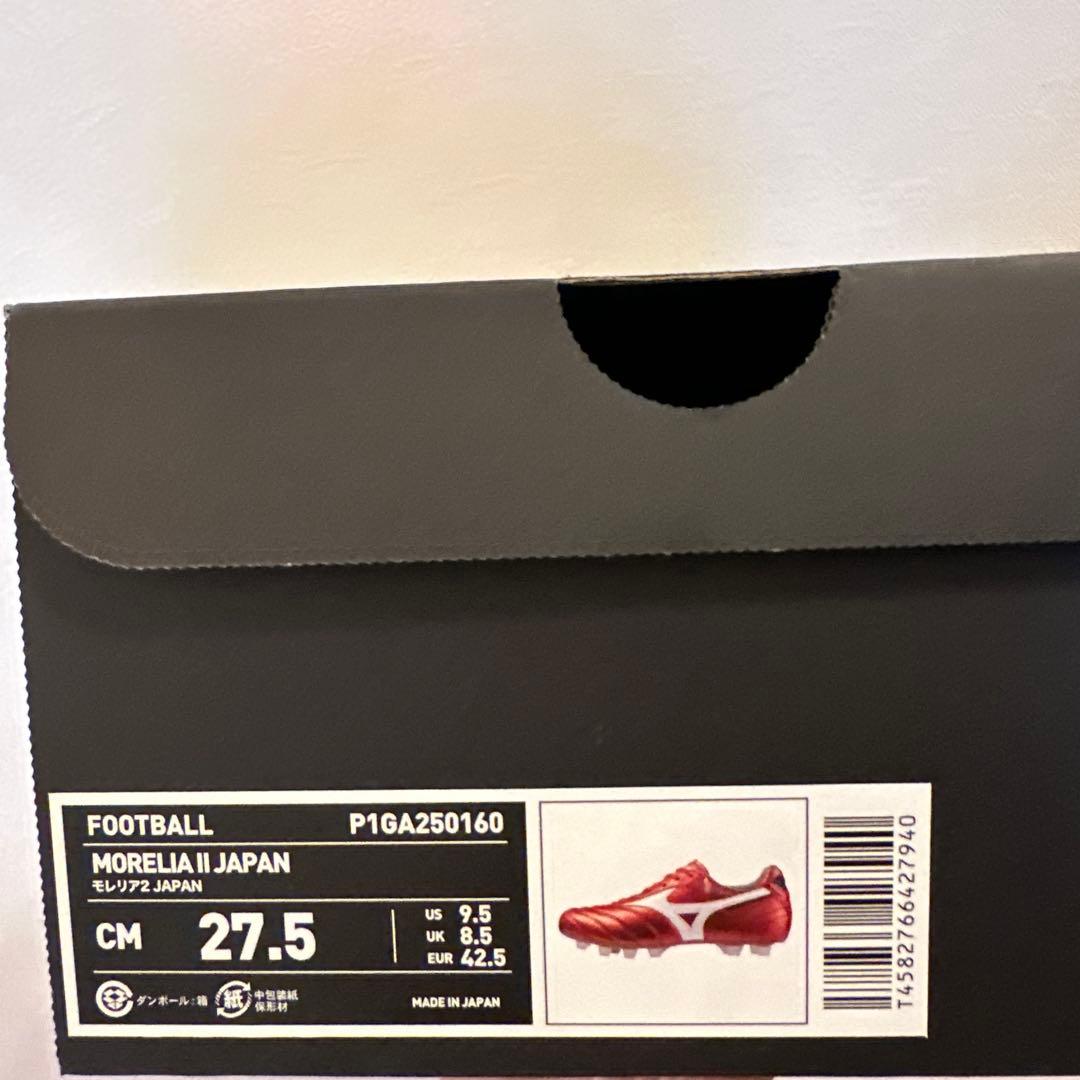 FOOTBALL P1GA250160
MORELIA II JAPAN
モレリア2 JAPAN
CM 27.5
US 9.5
UK 8.5
EUR 42.5
ダンボール：箱
紙
中包装紙
保形材
MADE IN JAPAN
T4582766427940